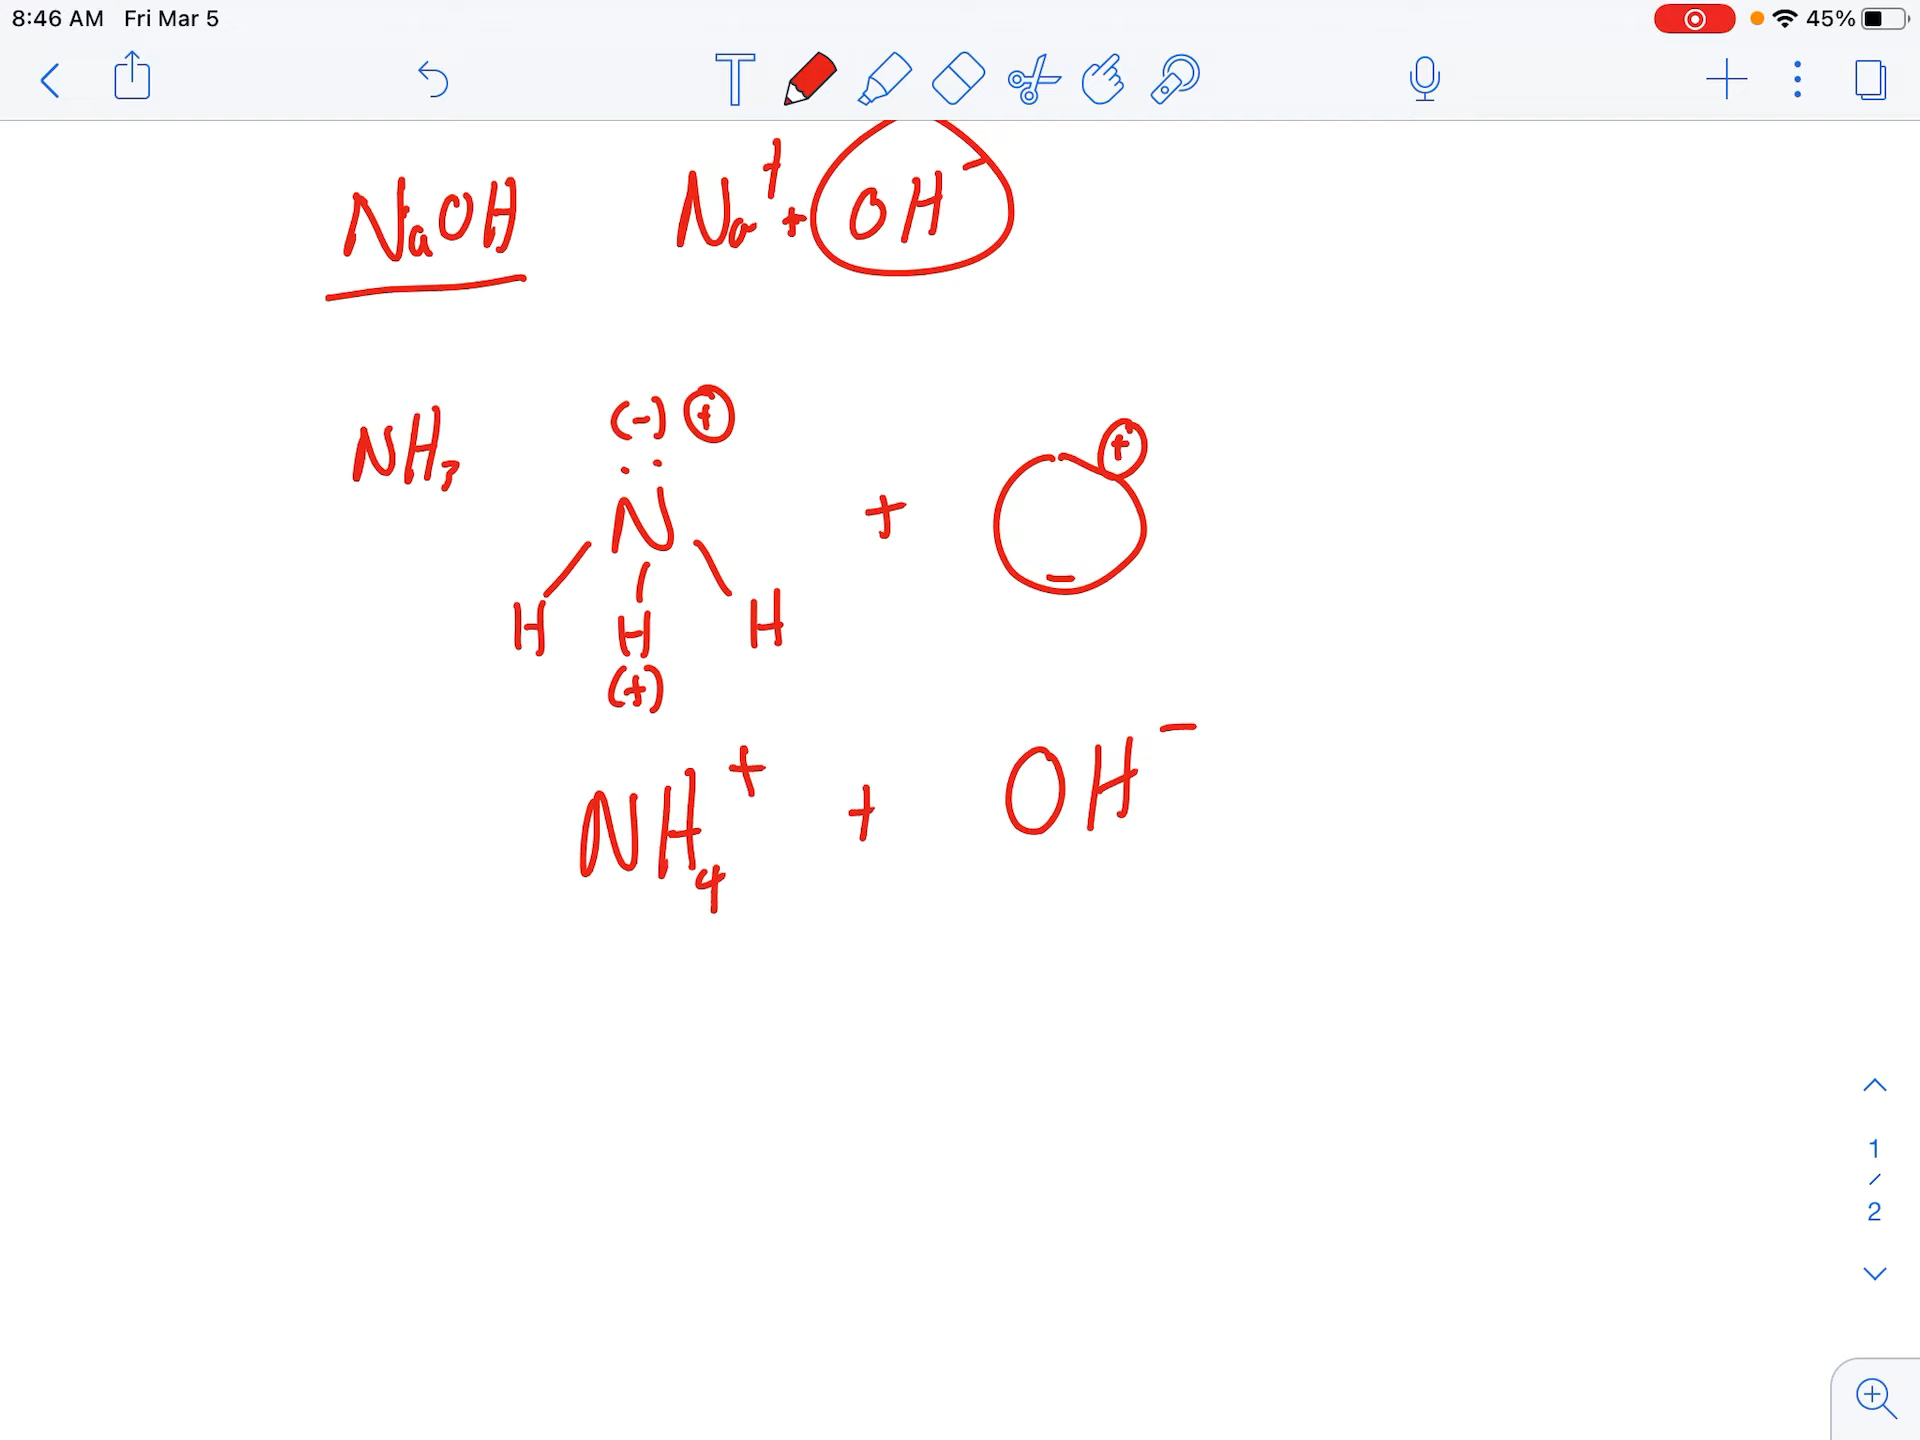 8:46 AM Fri Mar 5 45%
T
NaOH Na⁺ + OH⁻
NH₃ (-) +
N + + -
H H H
(+)
NH₄⁺ + OH⁻
1
/
2